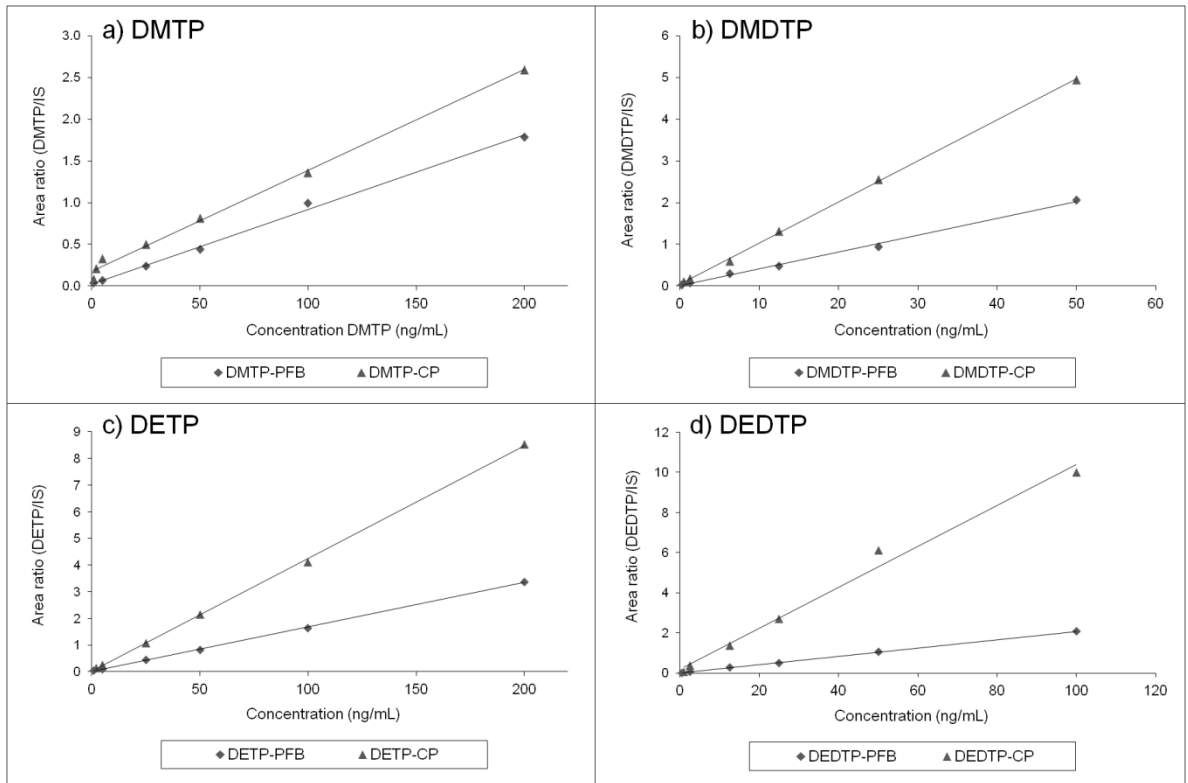 a) DMTP
Area ratio (DMTP/IS)
3.0
2.5
2.0
1.5
1.0
0.5
0.0
0 50 100 150 200
Concentration DMTP (ng/mL)
DMTP-PFB DMTP-CP
b) DMDTP
Area ratio (DMDTP/IS)
6
5
4
3
2
1
0
0 10 20 30 40 50 60
Concentration (ng/mL)
DMDTP-PFB DMDTP-CP
c) DETP
Area ratio (DETP/IS)
9
8
7
6
5
4
3
2
1
0
0 50 100 150 200
Concentration (ng/mL)
DETP-PFB DETP-CP
d) DEDTP
Area ratio (DEDTP/IS)
12
10
8
6
4
2
0
0 20 40 60 80 100 120
Concentration (ng/mL)
DEDTP-PFB DEDTP-CP